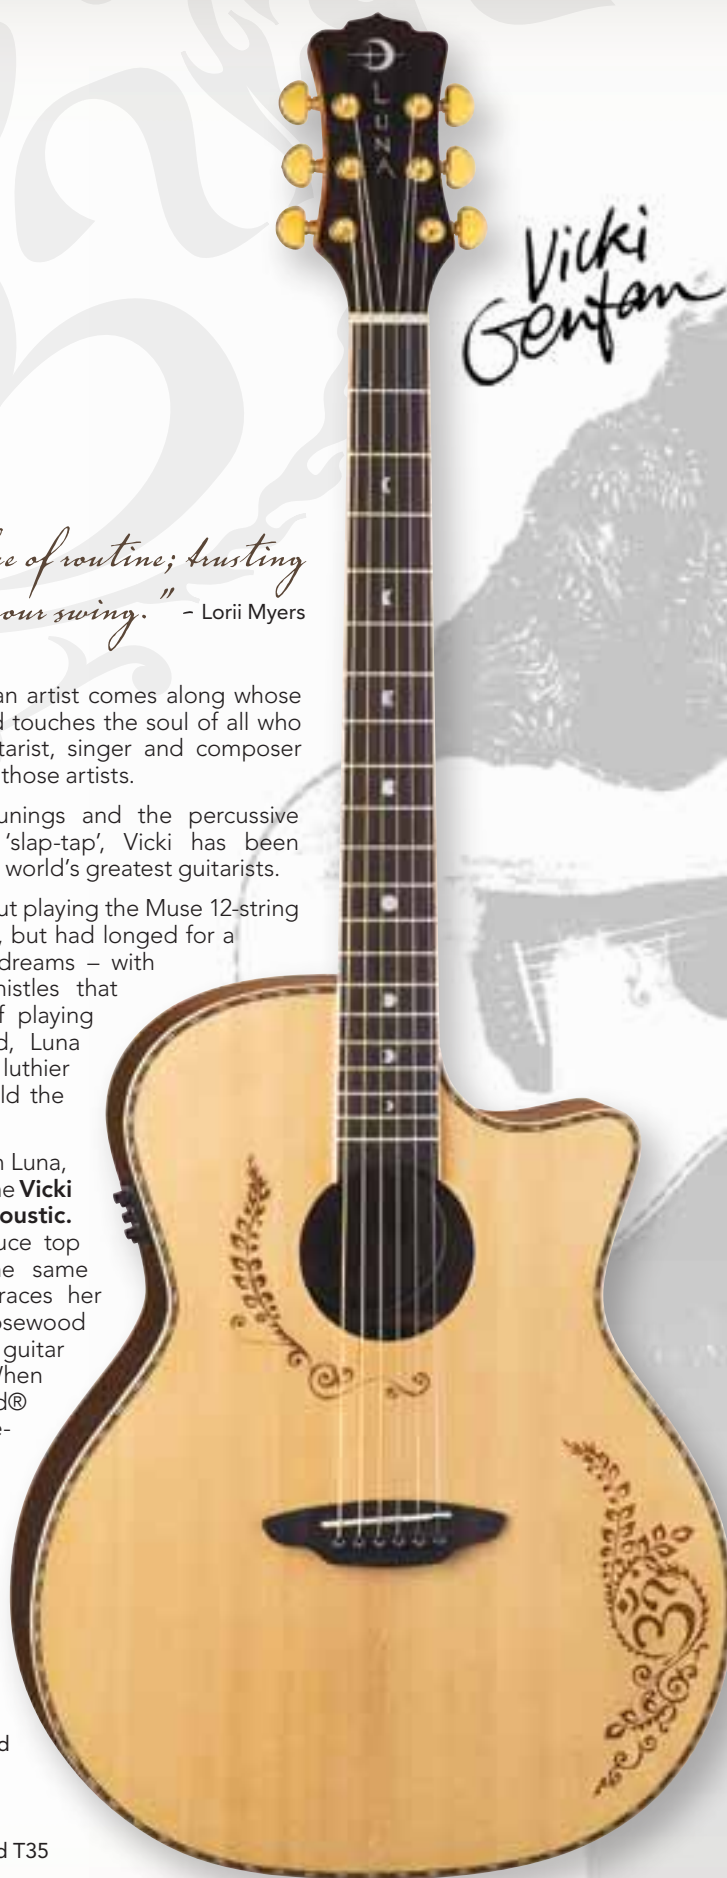 LUNA
Vicki
Genfan
of routine; trusting
our swing." – Lorii Myers
an artist comes along whose
d touches the soul of all who
tarist, singer and composer
those artists.
unings and the percussive
'slap-tap', Vicki has been
world's greatest guitarists.
ut playing the Muse 12-string
, but had longed for a
dreams – with
histles that
f playing
d, Luna
luthier
ld the
n Luna,
ne Vicki
oustic.
uce top
ne same
races her
osewood
guitar
When
d®
e-
d
d T35
ॐ